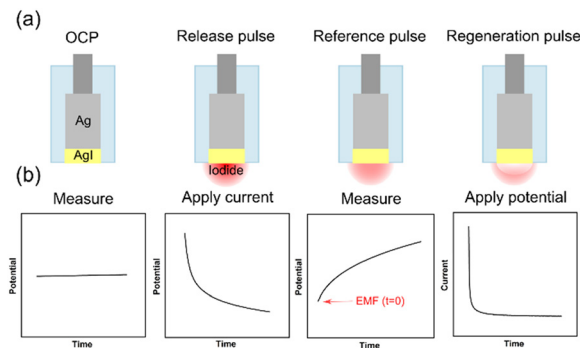 (a)
OCP
Release pulse
Reference pulse
Regeneration pulse
Ag
AgI
Iodide
(b)
Measure
Apply current
Measure
Apply potential
Potential
Time
Potential
Time
Potential
EMF (t=0)
Time
Current
Time